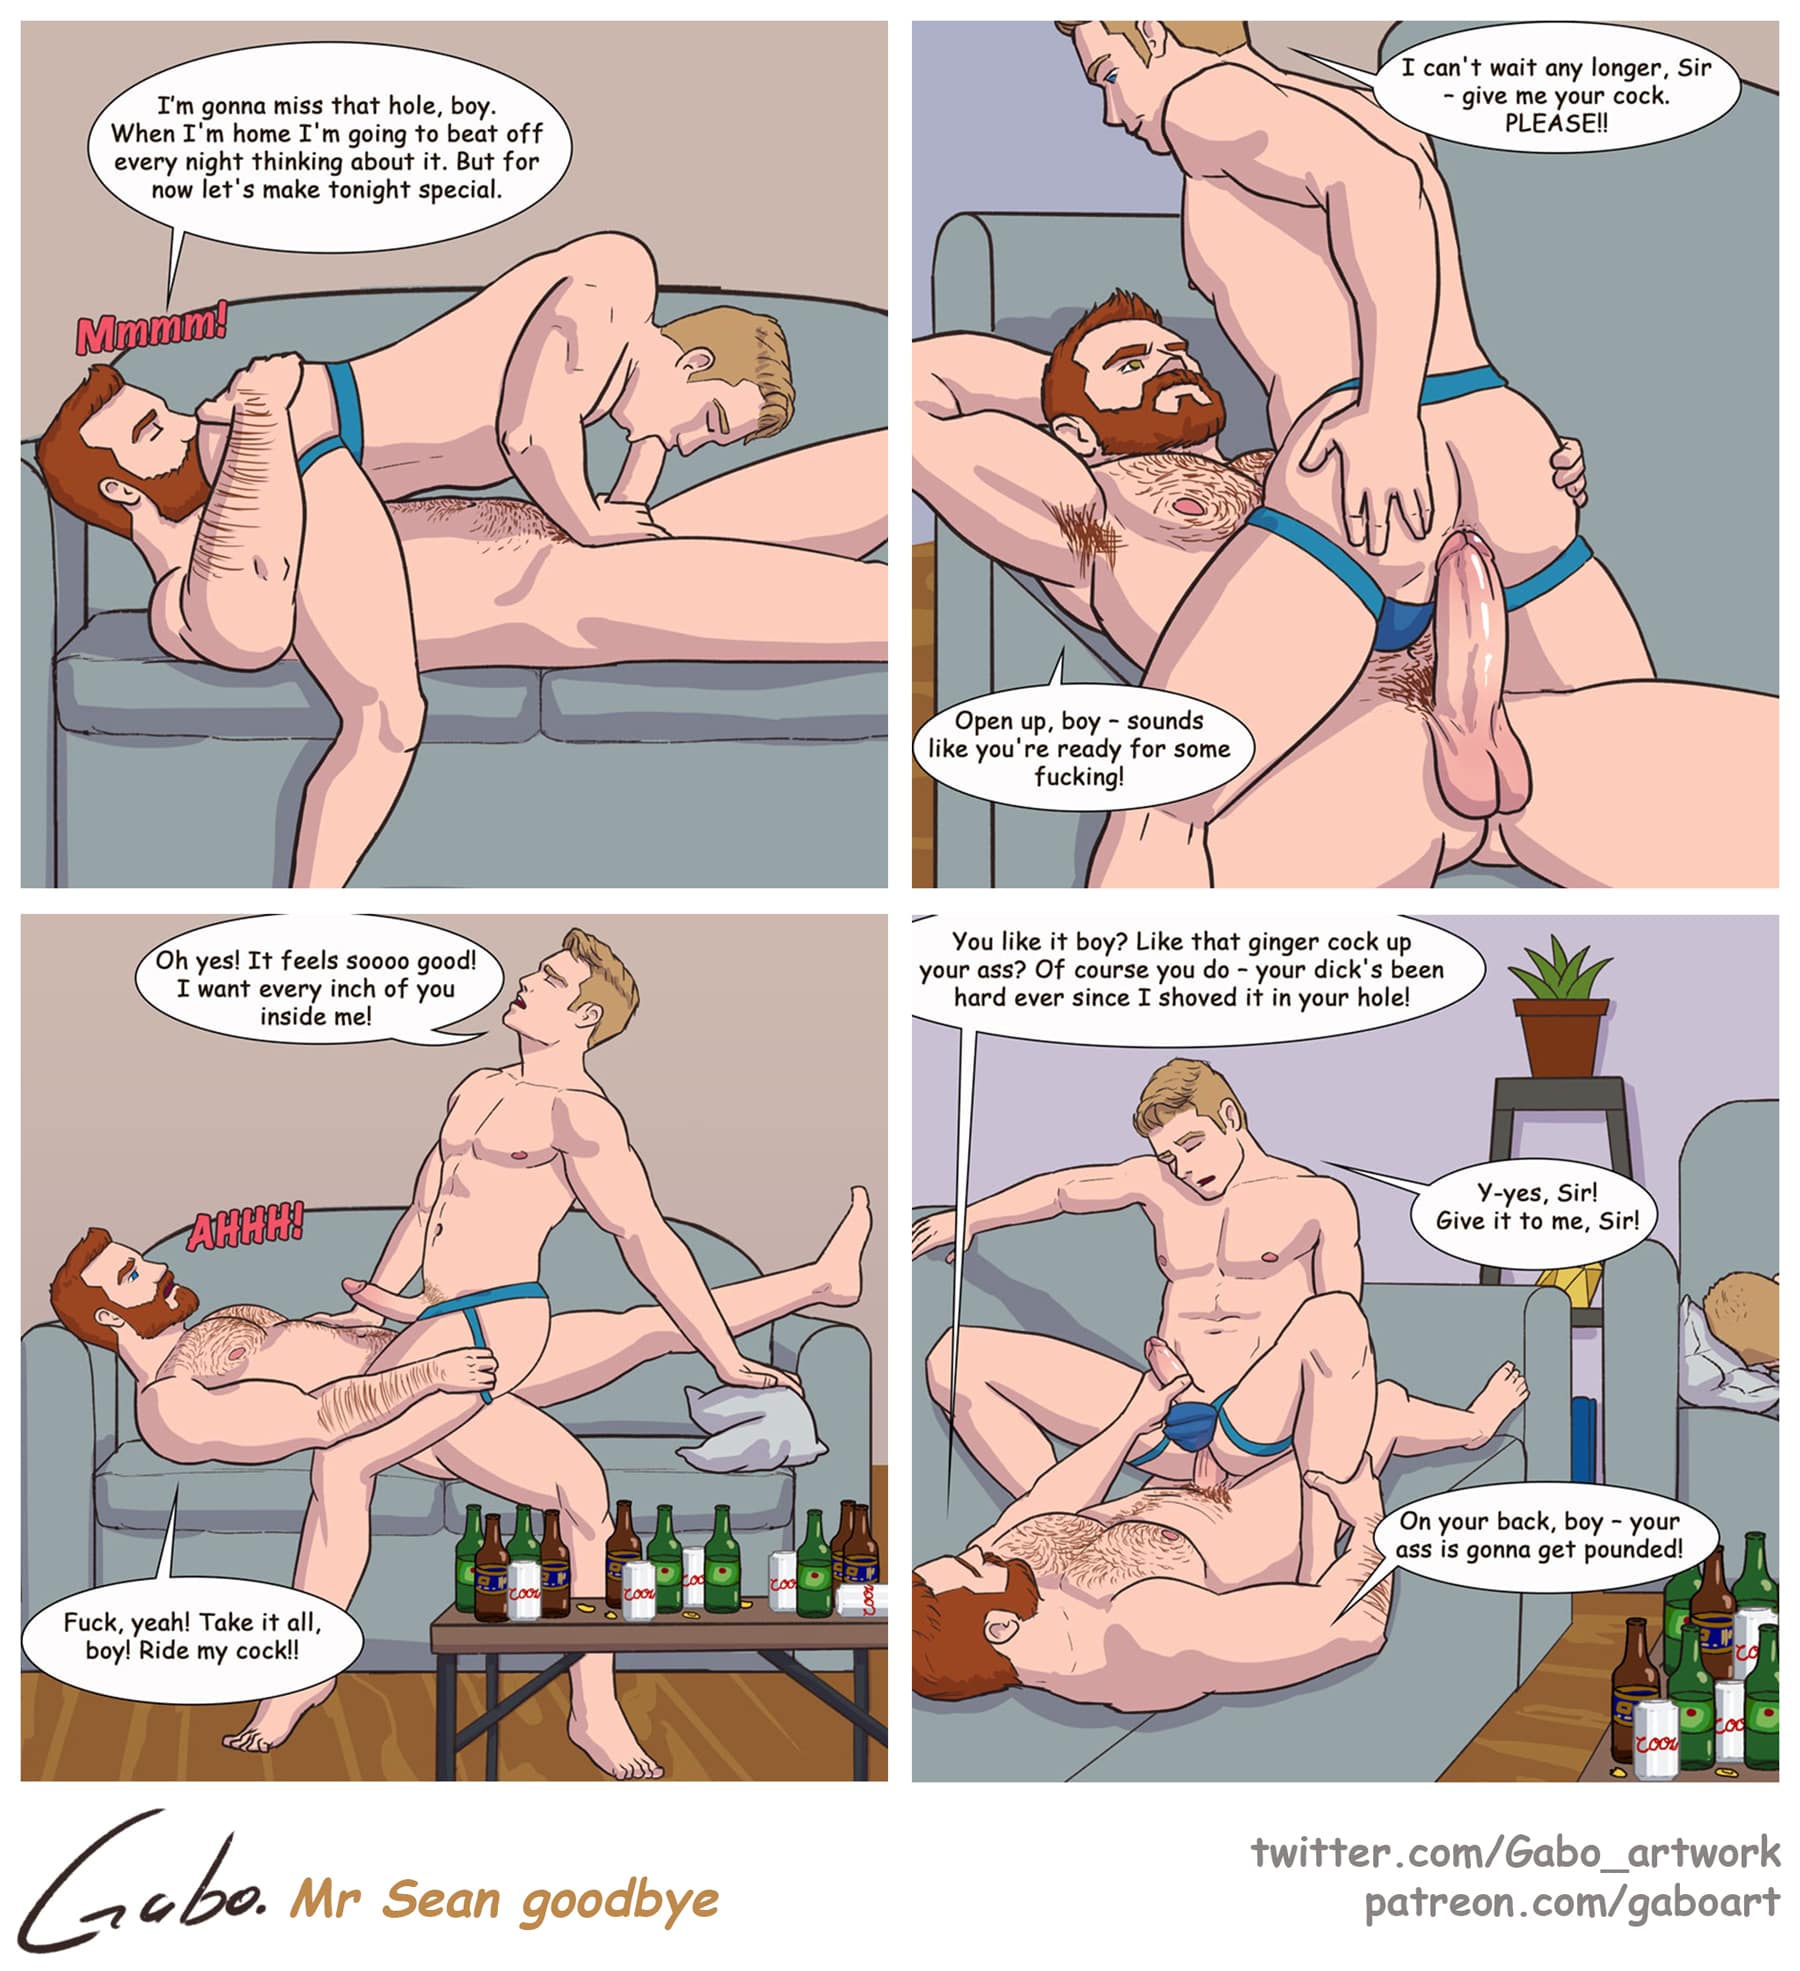 I'm gonna miss that hole, boy.
When I'm home I'm going to beat off
every night thinking about it. But for
now let's make tonight special.
Mmmm!
I can't wait any longer, Sir
– give me your cock.
PLEASE!!
Open up, boy – sounds
like you're ready for some
fucking!
Oh yes! It feels soooo good!
I want every inch of you
inside me!
AHHH!
Fuck, yeah! Take it all,
boy! Ride my cock!!
You like it boy? Like that ginger cock up
your ass? Of course you do – your dick's been
hard ever since I shoved it in your hole!
Y-yes, Sir!
Give it to me, Sir!
On your back, boy – your
ass is gonna get pounded!
Gabo. Mr Sean goodbye
twitter.com/Gabo_artwork
patreon.com/gaboart